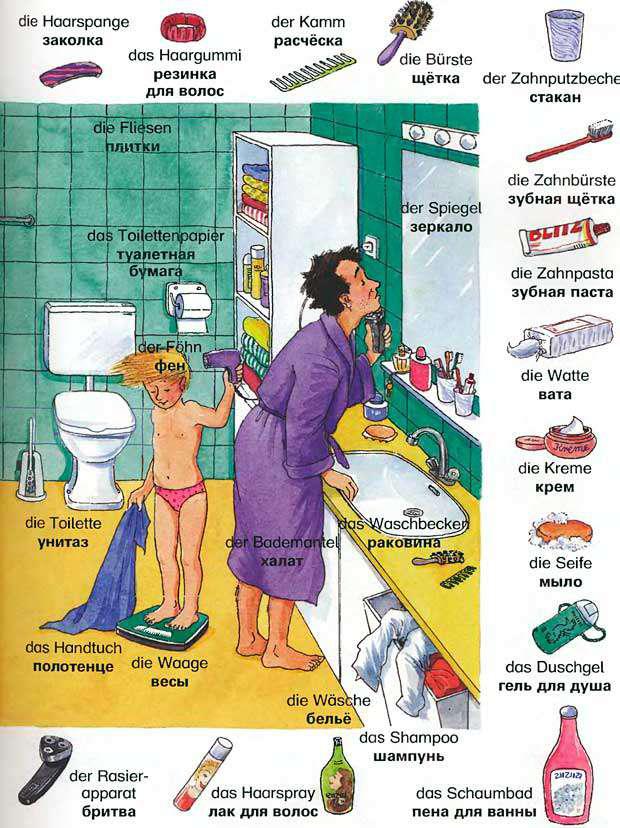 die Haarspange
заколка
das Haargummi
резинка
для волос
der Kamm
расчёска
die Bürste
щётка
der Zahnputzbeche
стакан
die Fliesen
плитки
die Zahnbürste
зубная щётка
der Spiegel
зеркало
das Toilettenpapier
туалетная
бумага
BLITZ
die Zahnpasta
зубная паста
der Föhn
фен
die Watte
вата
Kreme
die Kreme
крем
die Toilette
унитаз
der Bademantel
халат
das Waschbecken
раковина
die Seife
мыло
das Handtuch
полотенце
die Waage
весы
das Duschgel
гель для душа
die Wäsche
бельё
das Shampoo
шампунь
der Rasier-
apparat
бритва
das Haarspray
лак для волос
das Schaumbad
пена для ванны